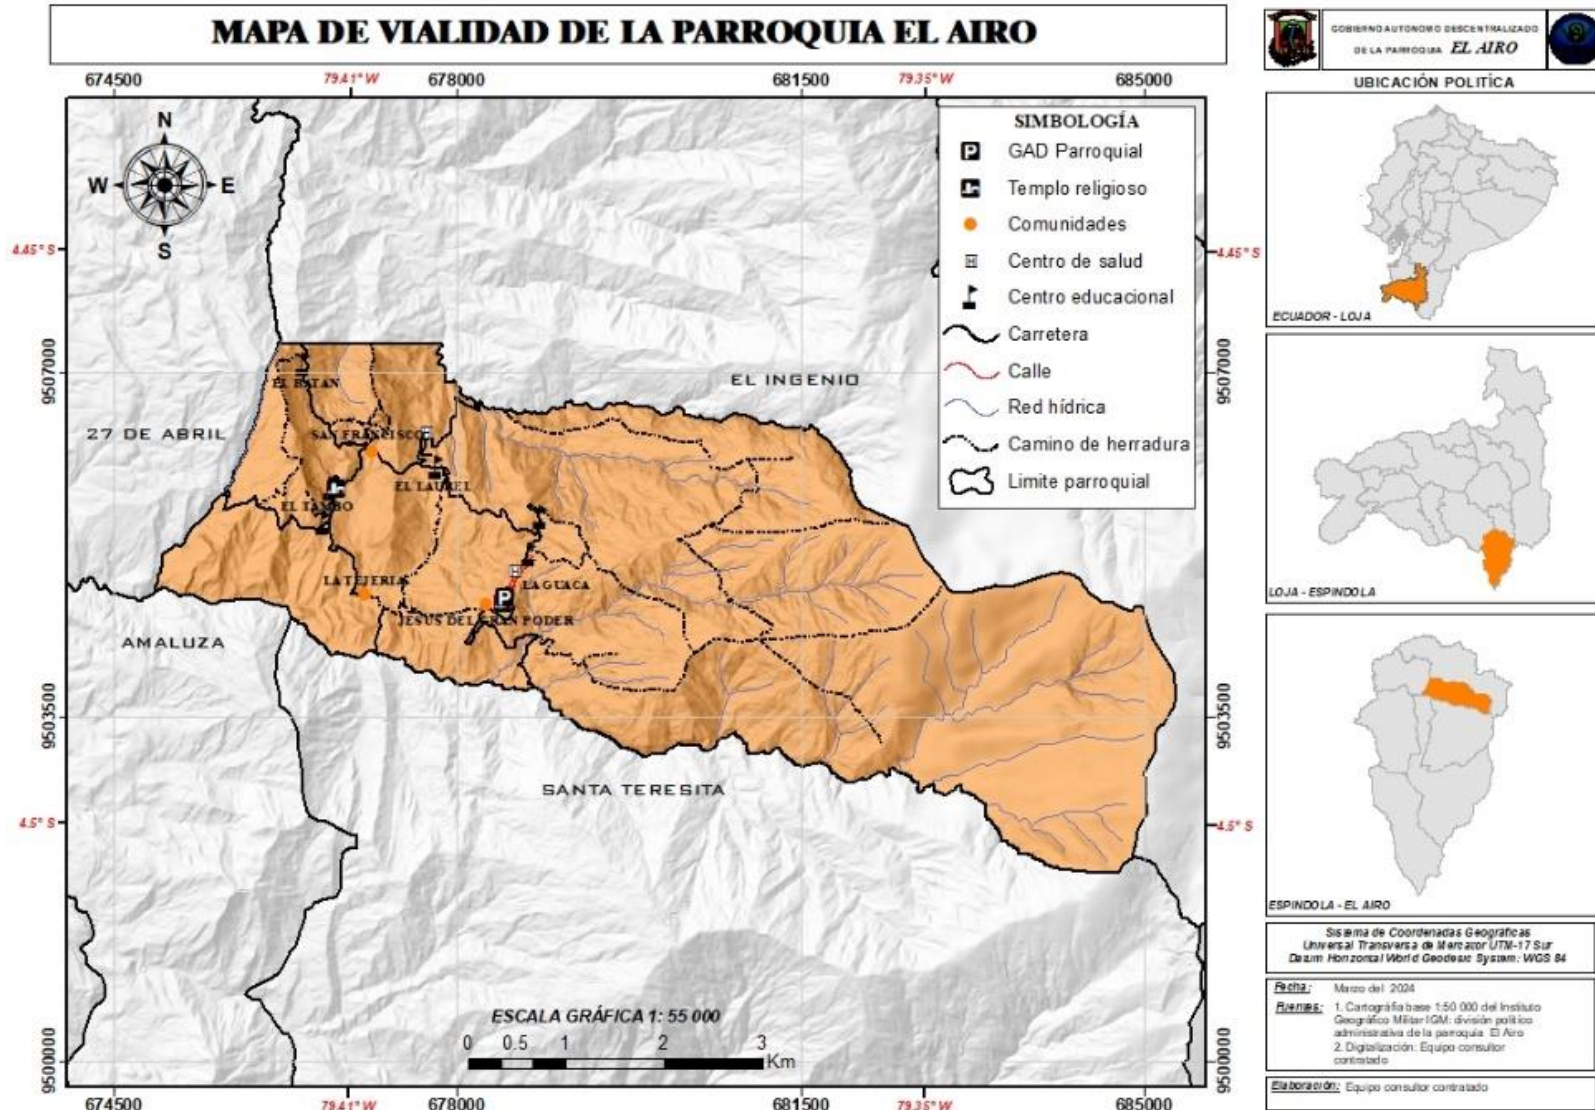 MAPA DE VIALIDAD DE LA PARROQUIA EL AIRO
674500
79.41° W
678000
681500
79.35° W
685000
N
W
E
S
4.45° S
4.45° S
9507000
9507000
9503500
9503500
4.5° S
4.5° S
9500000
9500000
SIMBOLOGÍA
P
GAD Parroquial
Templo religioso
Comunidades
H
Centro de salud
Centro educacional
Carretera
Calle
Red hídrica
Camino de herradura
Limite parroquial
EL INGENIO
27 DE ABRIL
EL BATAN
SAN FRANCISCO
EL LAUREL
EL TAMBO
LA TEJERIA
LA GUACA
P
JESUS DEL GRAN PODER
AMALUZA
SANTA TERESITA
ESCALA GRÁFICA 1: 55 000
0 0.5 1 2 3
Km
674500
79.41° W
678000
681500
79.35° W
685000
GOBIERNO AUTONOMO DESCENTRALIZADO
DE LA PARROQUIA EL AIRO
UBICACIÓN POLITÍCA
ECUADOR - LOJA
LOJA - ESPINDOLA
ESPINDOLA - EL AIRO
Sistema de Coordenadas Geográficas
Universal Transversa de Mercator UTM-17 Sur
Datum Horizontal World Geodesic System: WGS 84
Fecha: Marzo del 2024
Fuentes: 1. Cartografía base 1:50 000 del Instituto
Geográfico Militar IGM: división política
administrativa de la parroquia El Airo
2. Digitalización: Equipo consultor
contratado
Elaboración: Equipo consultor contratado